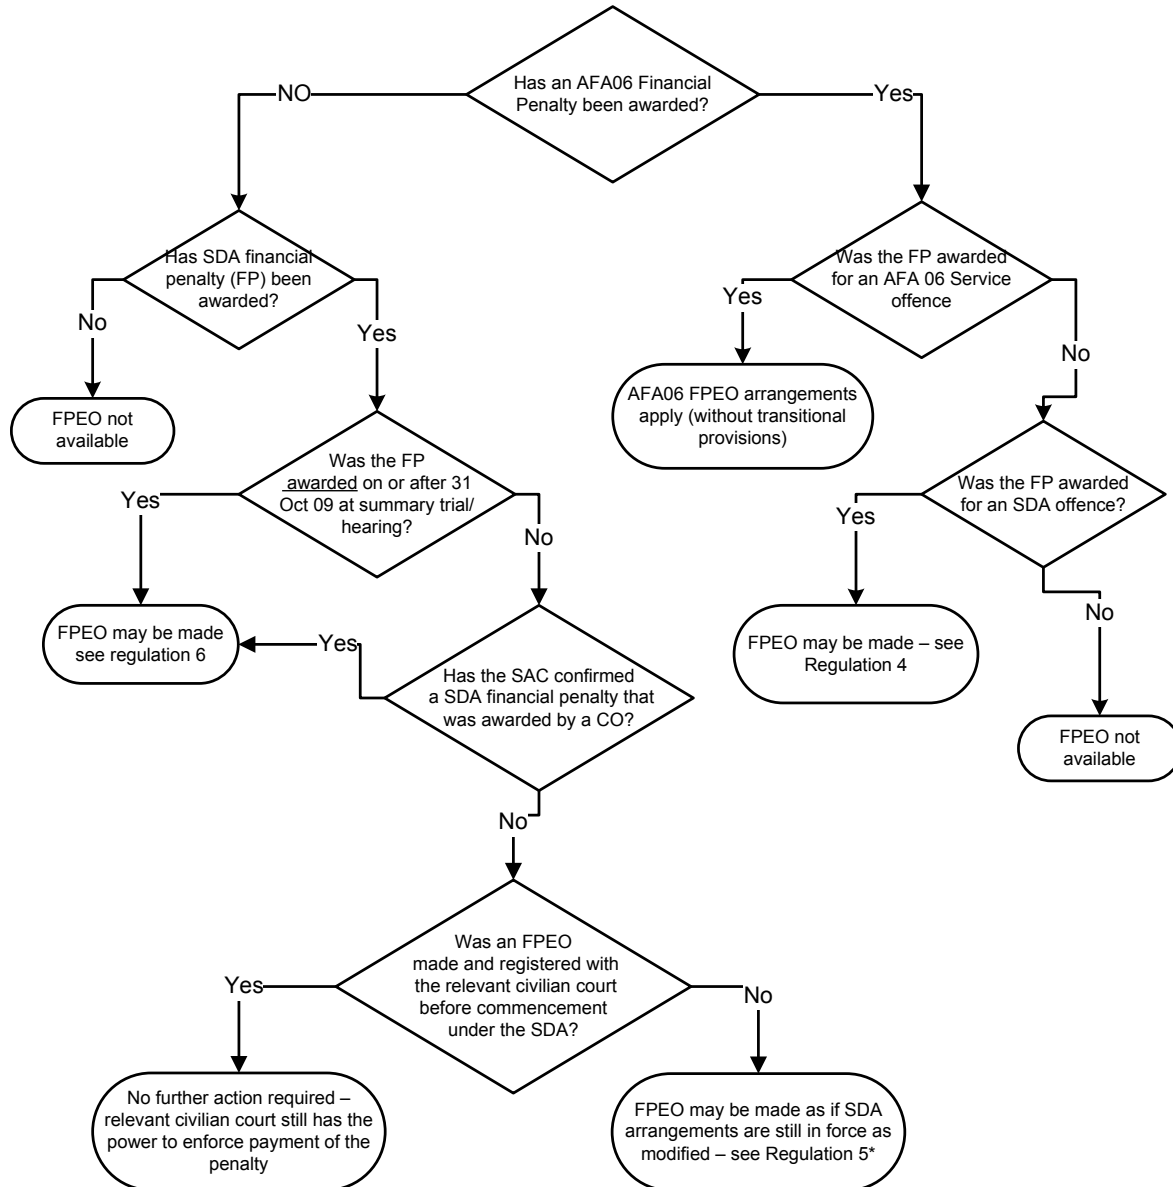 Has an AFA06 Financial
Penalty been awarded?
NO
Yes
Has SDA financial
penalty (FP) been
awarded?
Was the FP awarded
for an AFA 06 Service
offence
No
Yes
Yes
No
FPEO not
available
AFA06 FPEO arrangements
apply (without transitional
provisions)
Was the FP
awarded on or after 31
Oct 09 at summary trial/
hearing?
Was the FP awarded
for an SDA offence?
Yes
No
Yes
No
FPEO may be made
see regulation 6
Yes
Has the SAC confirmed
a SDA financial penalty that
was awarded by a CO?
FPEO may be made – see
Regulation 4
FPEO not
available
No
Was an FPEO
made and registered with
the relevant civilian court
before commencement
under the SDA?
Yes
No
No further action required –
relevant civilian court still has the
power to enforce payment of the
penalty
FPEO may be made as if SDA
arrangements are still in force as
modified – see Regulation 5*